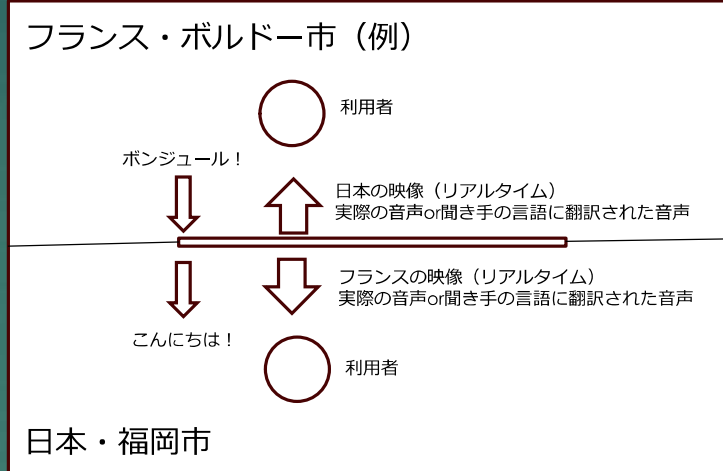 フランス・ボルドー市（例）
利用者
ボンジュール！
日本の映像（リアルタイム）
実際の音声or聞き手の言語に翻訳された音声
フランスの映像（リアルタイム）
実際の音声or聞き手の言語に翻訳された音声
こんにちは！
利用者
日本・福岡市